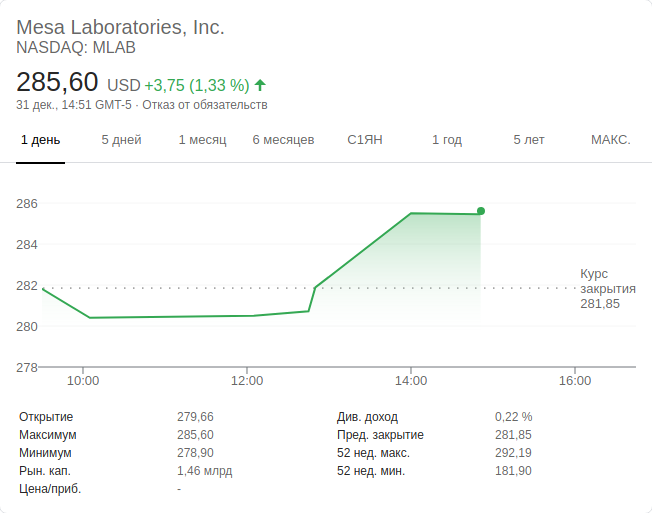 Mesa Laboratories, Inc.
NASDAQ: MLAB
285,60 USD +3,75 (1,33 %)
31 дек., 14:51 GMT-5 · Отказ от обязательств
1 день 5 дней 1 месяц 6 месяцев С1ЯН 1 год 5 лет МАКС.
286
284
282
280
278
Курс
закрытия
281,85
10:00 12:00 14:00 16:00
Открытие 279,66 Див. доход 0,22 %
Максимум 285,60 Пред. закрытие 281,85
Минимум 278,90 52 нед. макс. 292,19
Рын. кап. 1,46 млрд 52 нед. мин. 181,90
Цена/приб. -